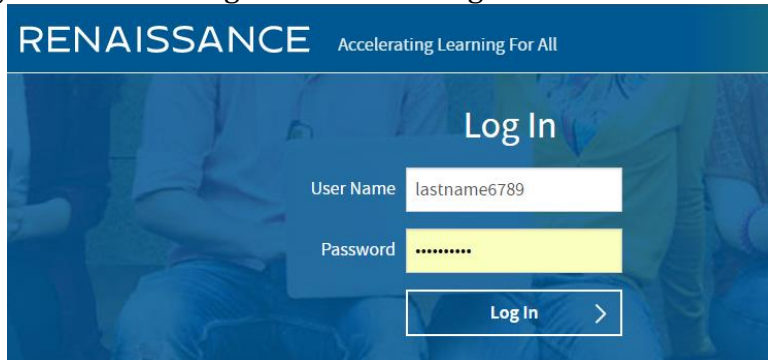 RENAISSANCE Accelerating Learning For All
Log In
User Name lastname6789
Password ••••••••••
Log In